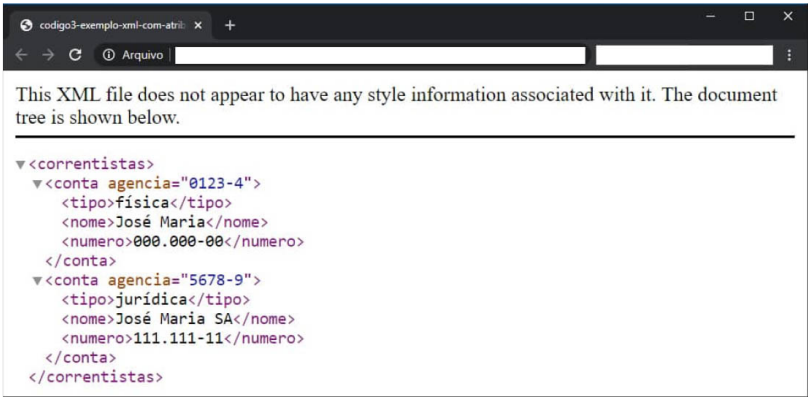 codigo3-exemplo-xml-com-atrib
Arquivo
This XML file does not appear to have any style information associated with it. The document
tree is shown below.
▼<correntistas>
▼<conta agencia="0123-4">
<tipo>física</tipo>
<nome>José Maria</nome>
<numero>000.000-00</numero>
</conta>
▼<conta agencia="5678-9">
<tipo>jurídica</tipo>
<nome>José Maria SA</nome>
<numero>111.111-11</numero>
</conta>
</correntistas>